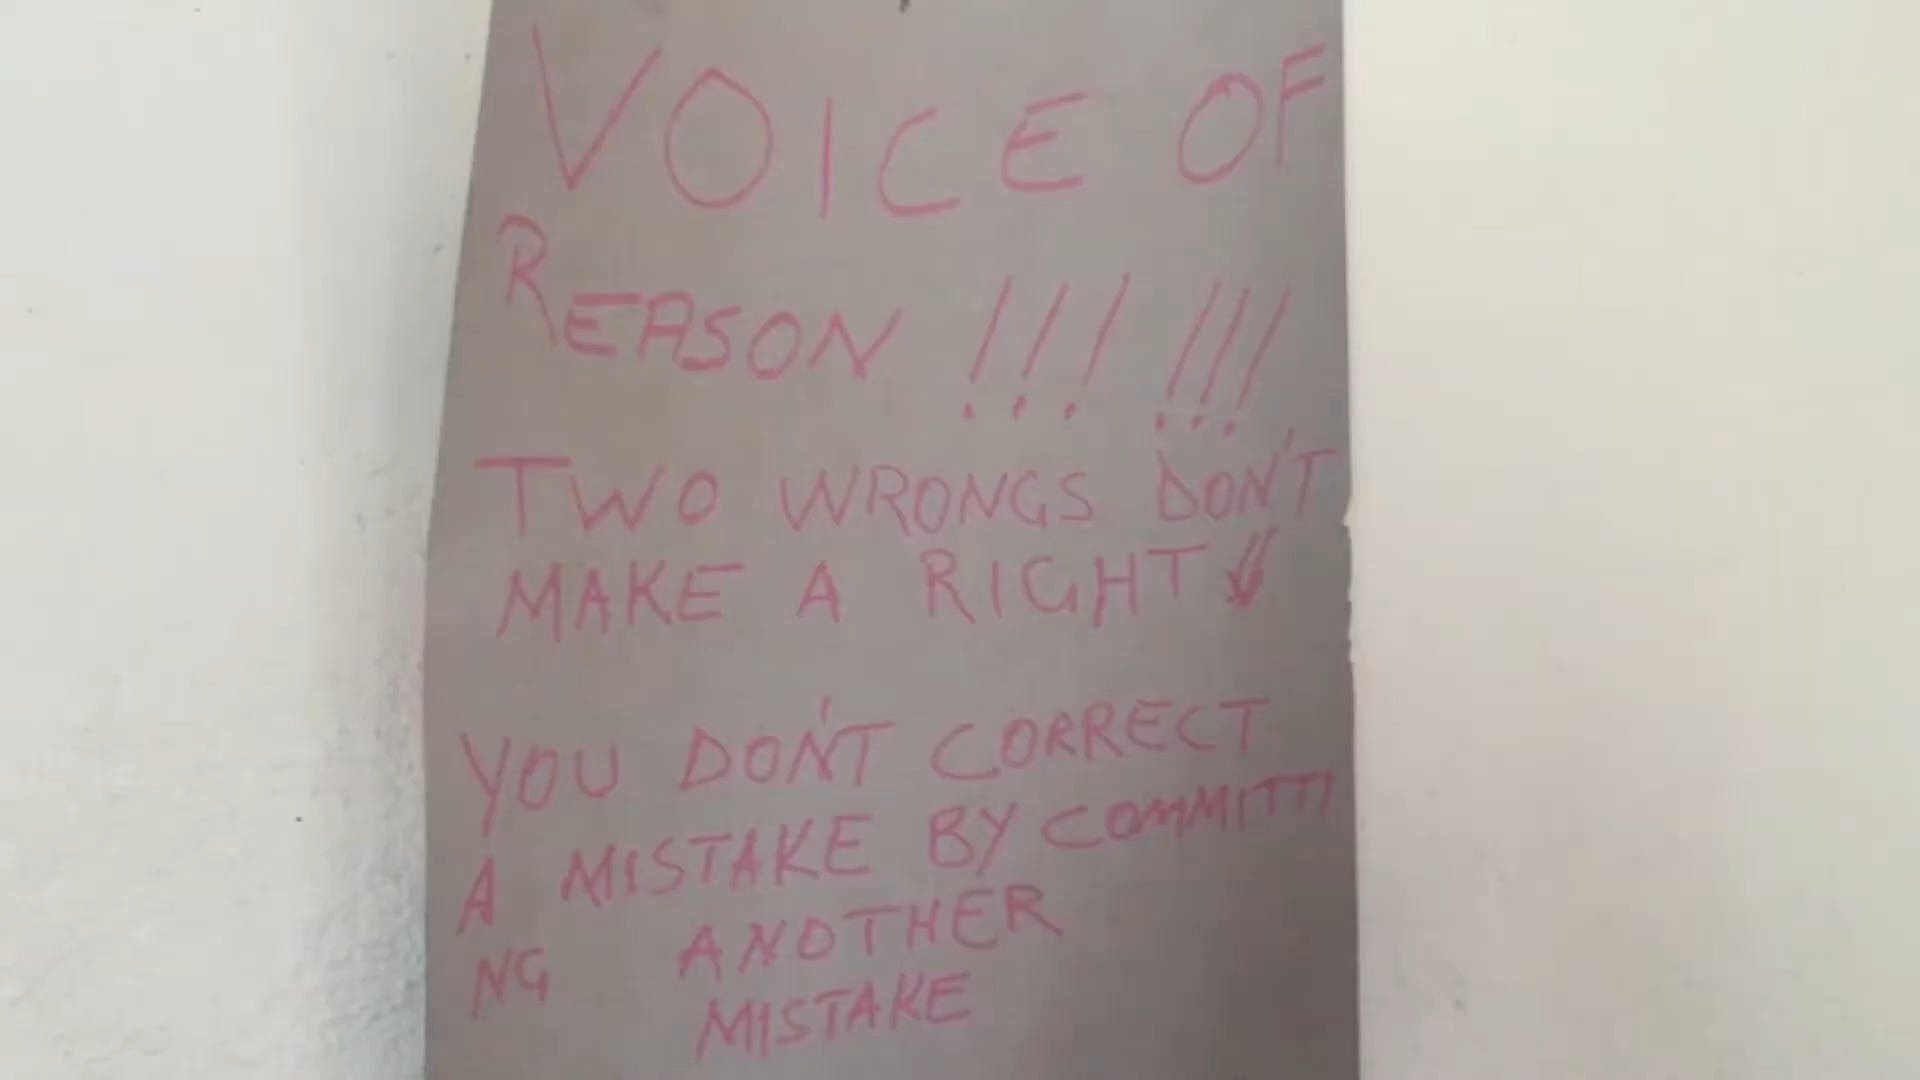 VOICE OF
REASON !!! !!!
TWO WRONGS DON'T
MAKE A RIGHT !!
YOU DON'T CORRECT
A MISTAKE BY COMMITTI
NG ANOTHER
MISTAKE